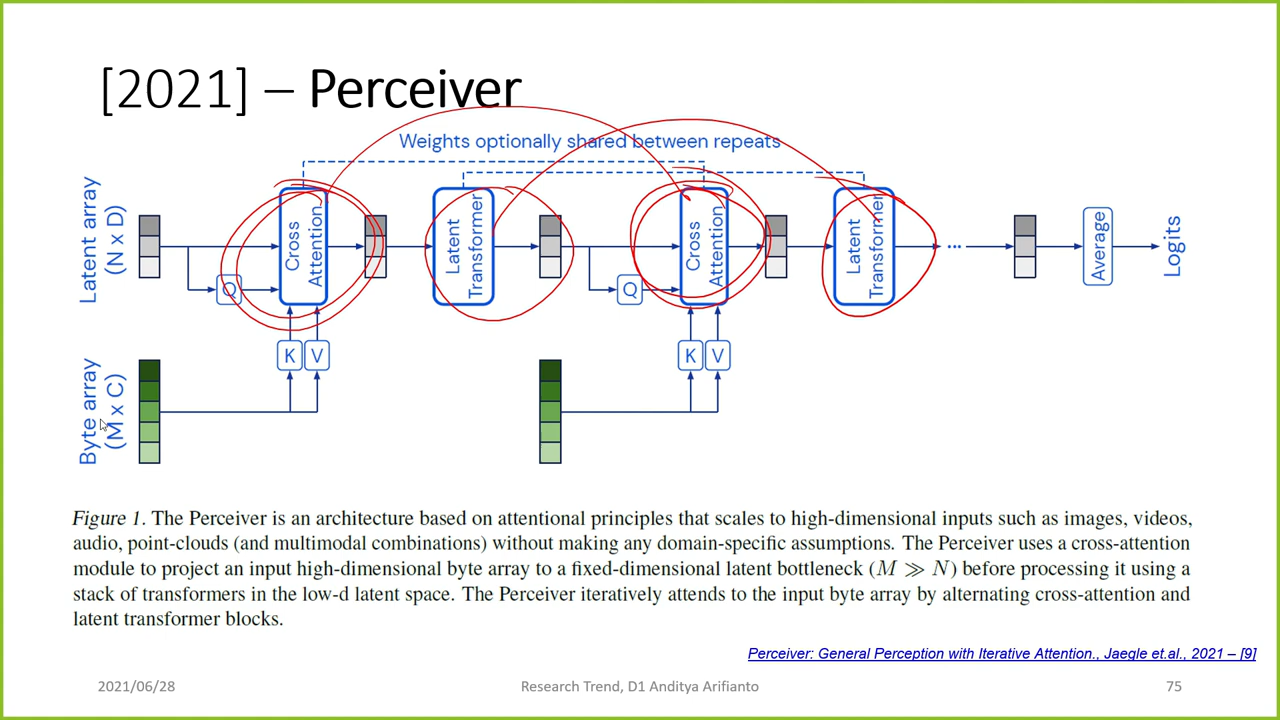 [2021] – Perceiver
Weights optionally shared between repeats
Latent array
(N x D)
Q
Cross
Attention
Latent
Transformer
Q
Cross
Attention
Latent
Transformer
...
Average
Logits
K
V
K
V
Byte array
(M x C)
Figure 1. The Perceiver is an architecture based on attentional principles that scales to high-dimensional inputs such as images, videos,
audio, point-clouds (and multimodal combinations) without making any domain-specific assumptions. The Perceiver uses a cross-attention
module to project an input high-dimensional byte array to a fixed-dimensional latent bottleneck (M ≫ N) before processing it using a
stack of transformers in the low-d latent space. The Perceiver iteratively attends to the input byte array by alternating cross-attention and
latent transformer blocks.
Perceiver: General Perception with Iterative Attention., Jaegle et.al., 2021 – [9]
2021/06/28
Research Trend, D1 Anditya Arifianto
75